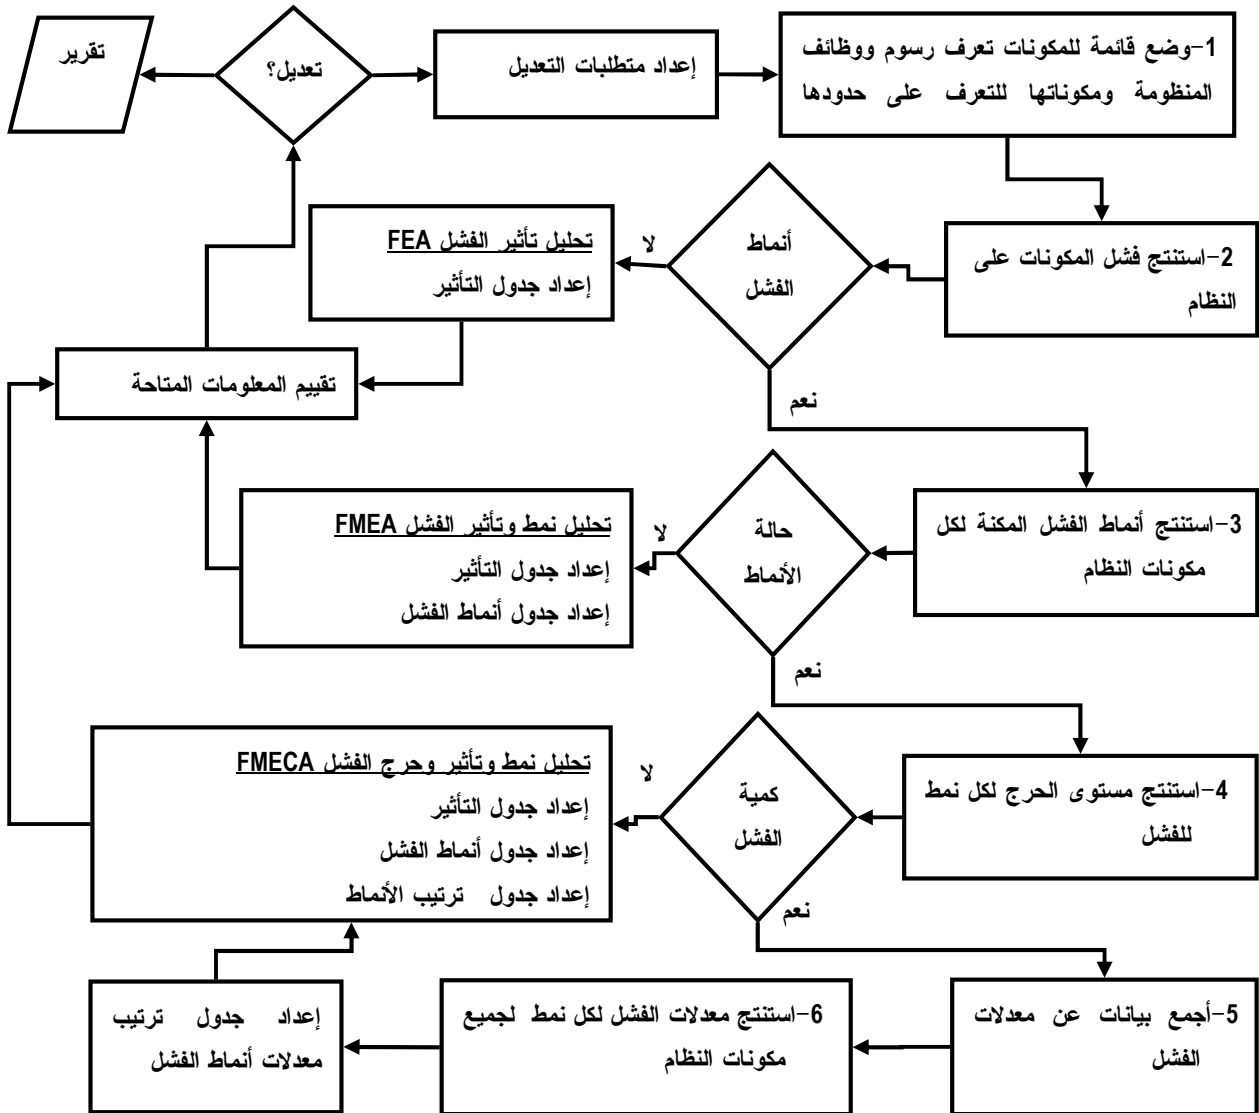 تقرير
تعديل؟
إعداد متطلبات التعديل
1-وضع قائمة للمكونات تعرف رسوم ووظائف
المنظومة ومكوناتها للتعرف على حدودها
2-استنتج فشل المكونات على
النظام
أنماط
الفشل
لا
نعم
تحليل تأثير الفشل FEA
إعداد جدول التأثير
تقييم المعلومات المتاحة
3-استنتج أنماط الفشل المكنة لكل
مكونات النظام
حالة
الأنماط
لا
نعم
تحليل نمط وتأثير الفشل FMEA
إعداد جدول التأثير
إعداد جدول أنماط الفشل
4-استنتج مستوى الحرج لكل نمط
للفشل
كمية
الفشل
لا
نعم
تحليل نمط وتأثير وحرج الفشل FMECA
إعداد جدول التأثير
إعداد جدول أنماط الفشل
إعداد جدول ترتيب الأنماط
5-أجمع بيانات عن معدلات
الفشل
6-استنتج معدلات الفشل لكل نمط لجميع
مكونات النظام
إعداد جدول ترتيب
معدلات أنماط الفشل